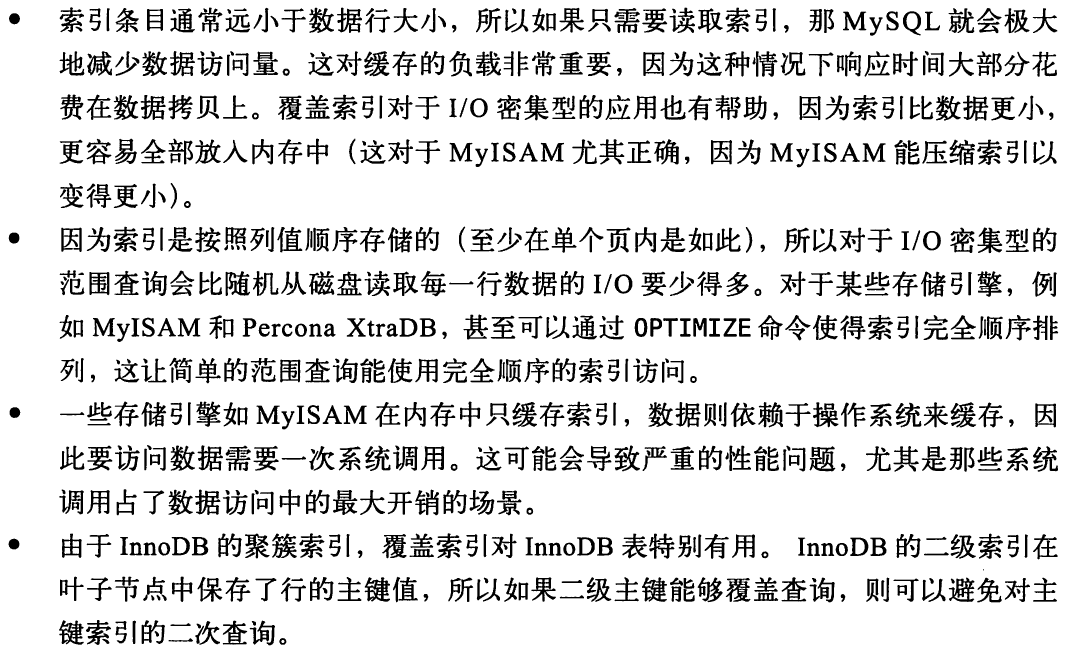 ● 索引条目通常远小于数据行大小，所以如果只需要读取索引，那 MySQL 就会极大
地减少数据访问量。这对缓存的负载非常重要，因为这种情况下响应时间大部分花
费在数据拷贝上。覆盖索引对于 I/O 密集型的应用也有帮助，因为索引比数据更小，
更容易全部放入内存中（这对于 MyISAM 尤其正确，因为 MyISAM 能压缩索引以
变得更小）。
● 因为索引是按照列值顺序存储的（至少在单个页内是如此），所以对于 I/O 密集型的
范围查询会比随机从磁盘读取每一行数据的 I/O 要少得多。对于某些存储引擎，例
如 MyISAM 和 Percona XtraDB，甚至可以通过 OPTIMIZE 命令使得索引完全顺序排
列，这让简单的范围查询能使用完全顺序的索引访问。
● 一些存储引擎如 MyISAM 在内存中只缓存索引，数据则依赖于操作系统来缓存，因
此要访问数据需要一次系统调用。这可能会导致严重的性能问题，尤其是那些系统
调用占了数据访问中的最大开销的场景。
● 由于 InnoDB 的聚簇索引，覆盖索引对 InnoDB 表特别有用。 InnoDB 的二级索引在
叶子节点中保存了行的主键值，所以如果二级主键能够覆盖查询，则可以避免对主
键索引的二次查询。